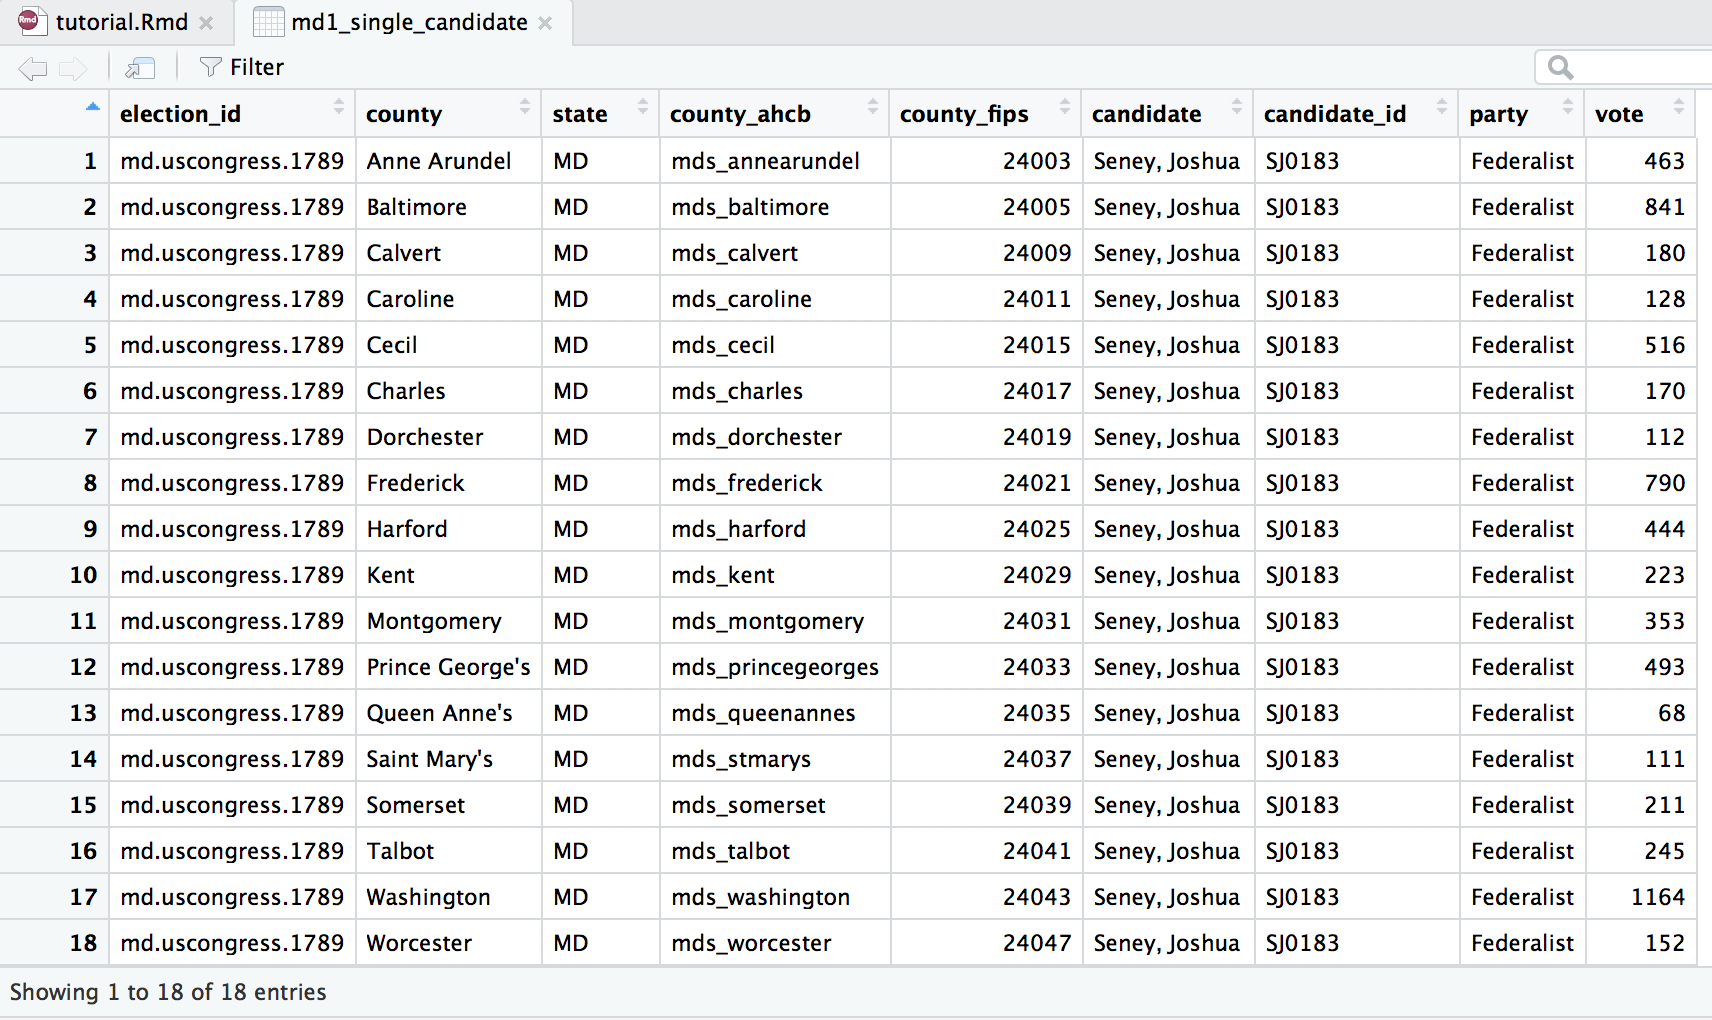 Rmd tutorial.Rmd md1_single_candidate
Filter
election_id county state county_ahcb county_fips candidate candidate_id party vote
1 md.uscongress.1789 Anne Arundel MD mds_annearundel 24003 Seney, Joshua SJ0183 Federalist 463
2 md.uscongress.1789 Baltimore MD mds_baltimore 24005 Seney, Joshua SJ0183 Federalist 841
3 md.uscongress.1789 Calvert MD mds_calvert 24009 Seney, Joshua SJ0183 Federalist 180
4 md.uscongress.1789 Caroline MD mds_caroline 24011 Seney, Joshua SJ0183 Federalist 128
5 md.uscongress.1789 Cecil MD mds_cecil 24015 Seney, Joshua SJ0183 Federalist 516
6 md.uscongress.1789 Charles MD mds_charles 24017 Seney, Joshua SJ0183 Federalist 170
7 md.uscongress.1789 Dorchester MD mds_dorchester 24019 Seney, Joshua SJ0183 Federalist 112
8 md.uscongress.1789 Frederick MD mds_frederick 24021 Seney, Joshua SJ0183 Federalist 790
9 md.uscongress.1789 Harford MD mds_harford 24025 Seney, Joshua SJ0183 Federalist 444
10 md.uscongress.1789 Kent MD mds_kent 24029 Seney, Joshua SJ0183 Federalist 223
11 md.uscongress.1789 Montgomery MD mds_montgomery 24031 Seney, Joshua SJ0183 Federalist 353
12 md.uscongress.1789 Prince George's MD mds_princegeorges 24033 Seney, Joshua SJ0183 Federalist 493
13 md.uscongress.1789 Queen Anne's MD mds_queenannes 24035 Seney, Joshua SJ0183 Federalist 68
14 md.uscongress.1789 Saint Mary's MD mds_stmarys 24037 Seney, Joshua SJ0183 Federalist 111
15 md.uscongress.1789 Somerset MD mds_somerset 24039 Seney, Joshua SJ0183 Federalist 211
16 md.uscongress.1789 Talbot MD mds_talbot 24041 Seney, Joshua SJ0183 Federalist 245
17 md.uscongress.1789 Washington MD mds_washington 24043 Seney, Joshua SJ0183 Federalist 1164
18 md.uscongress.1789 Worcester MD mds_worcester 24047 Seney, Joshua SJ0183 Federalist 152
Showing 1 to 18 of 18 entries